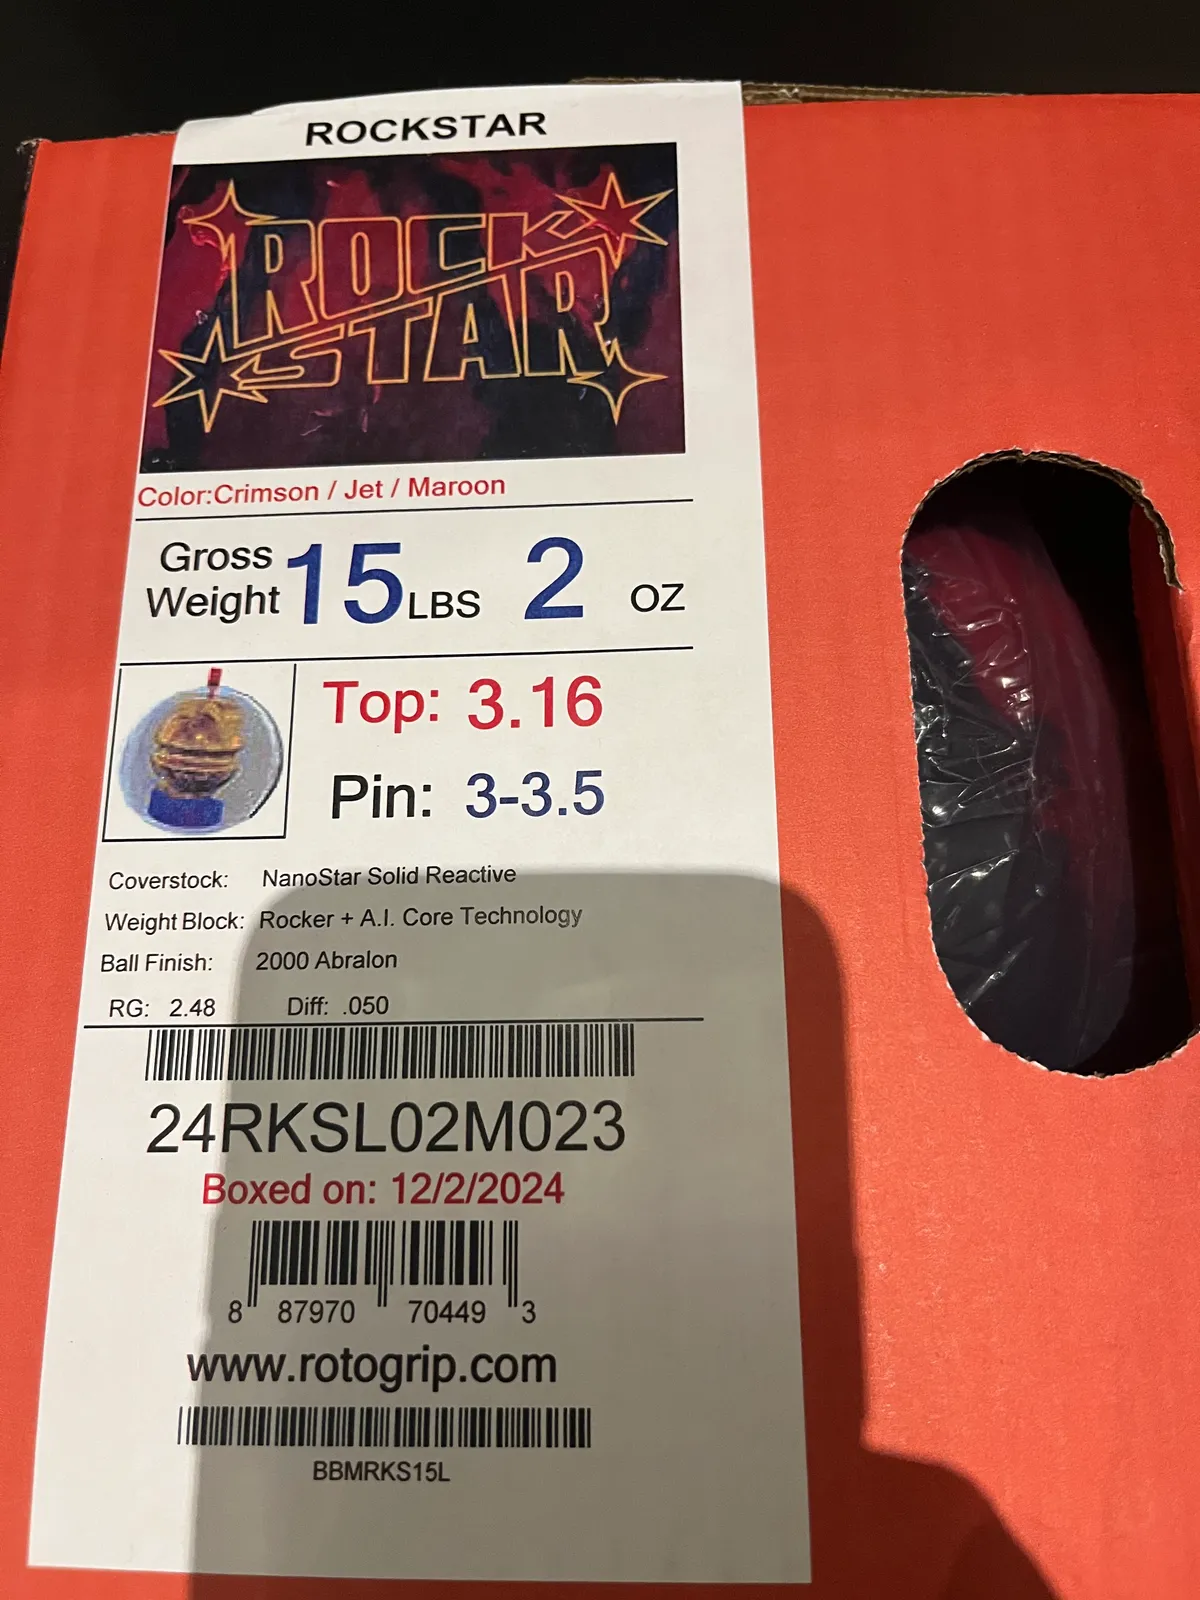 ROCKSTAR
ROCK
STAR
Color:Crimson / Jet / Maroon
Gross Weight 15 LBS 2 OZ
Top: 3.16
Pin: 3-3.5
Coverstock: NanoStar Solid Reactive
Weight Block: Rocker + A.I. Core Technology
Ball Finish: 2000 Abralon
RG: 2.48 Diff: .050
24RKSL02M023
Boxed on: 12/2/2024
8 87970 70449 3
www.rotogrip.com
BBMRKS15L